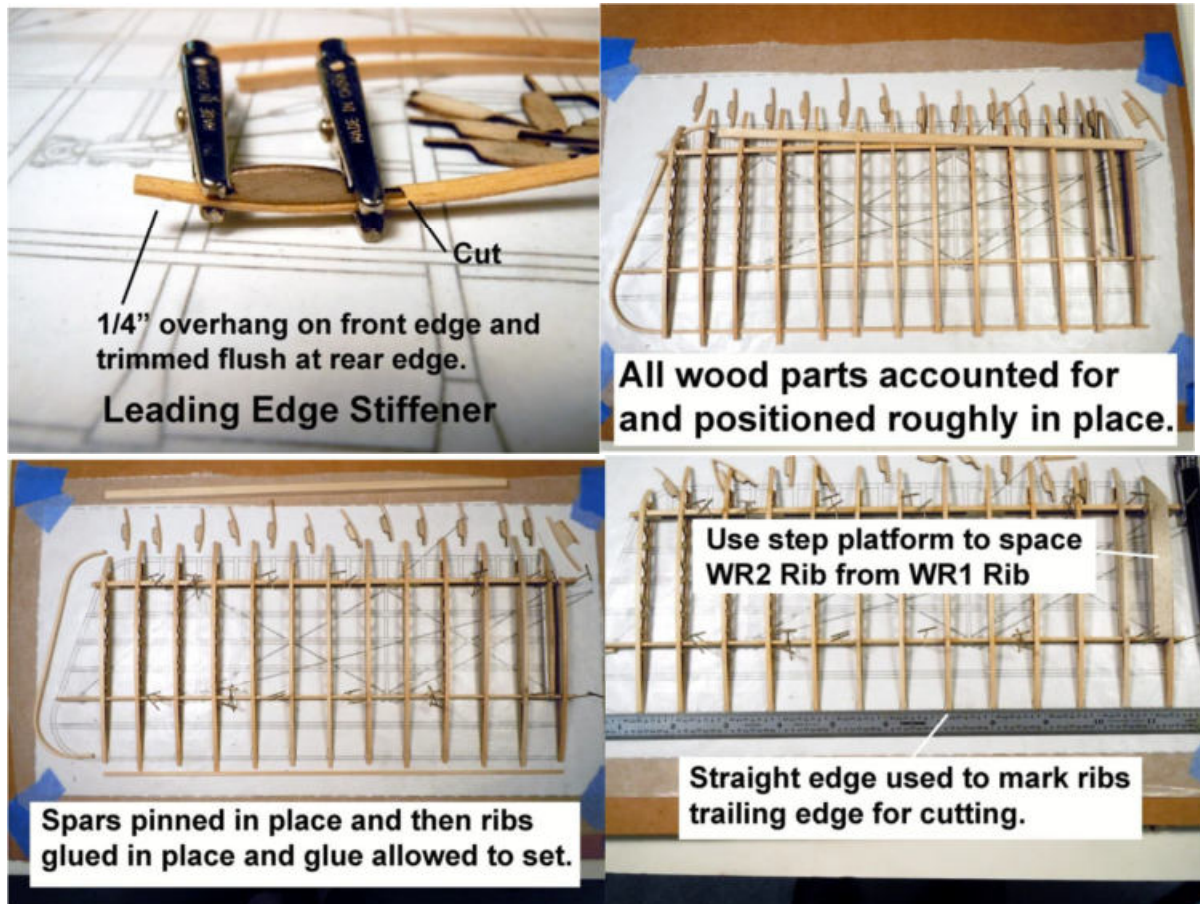 MADE IN CHINA
MADE IN CHINA
Cut
1/4” overhang on front edge and
trimmed flush at rear edge.
Leading Edge Stiffener
All wood parts accounted for
and positioned roughly in place.
Spars pinned in place and then ribs
glued in place and glue allowed to set.
Use step platform to space
WR2 Rib from WR1 Rib
Straight edge used to mark ribs
trailing edge for cutting.